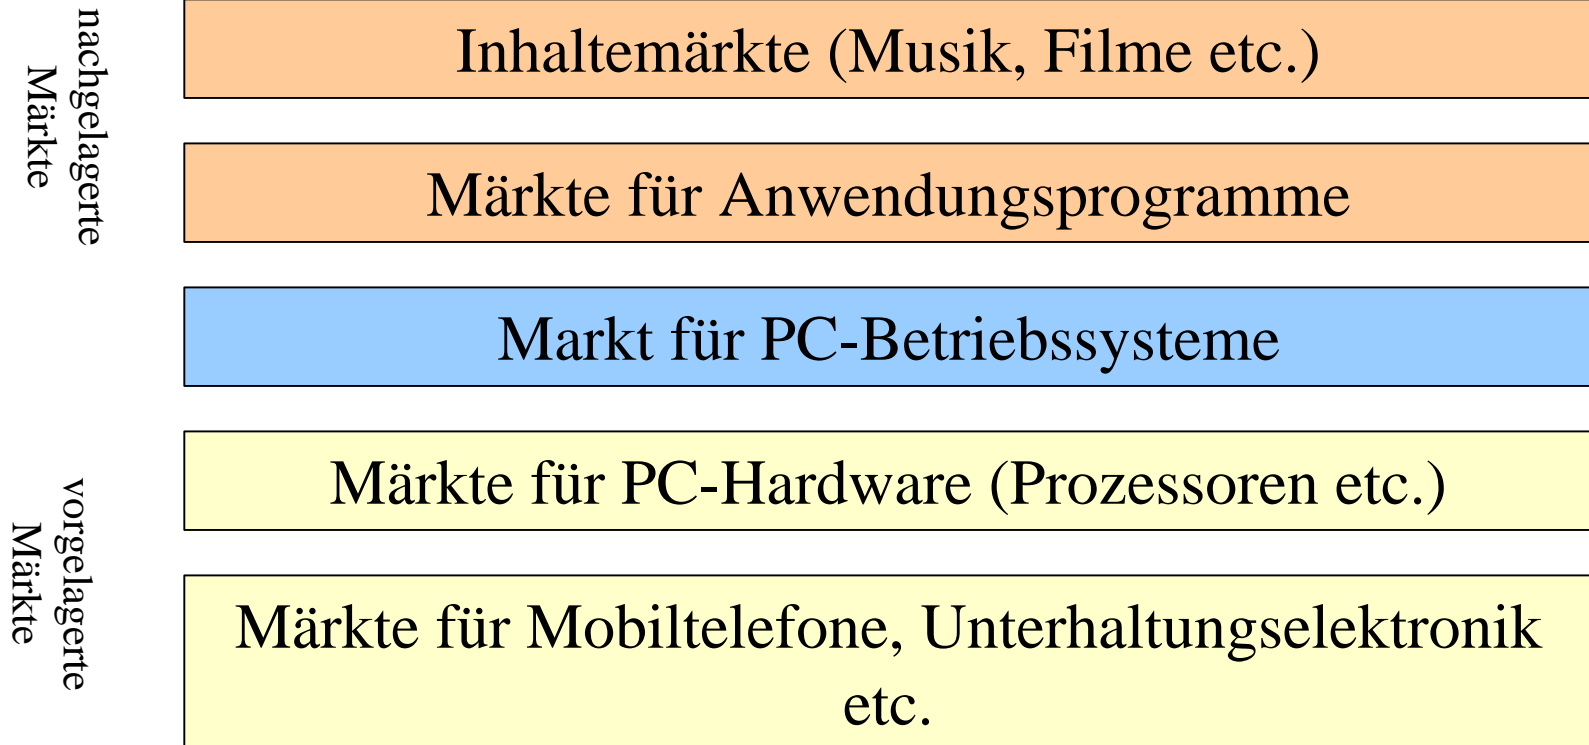 nachgelagerte
Märkte
Inhaltemärkte (Musik, Filme etc.)
Märkte für Anwendungsprogramme
Markt für PC-Betriebssysteme
vorgelagerte
Märkte
Märkte für PC-Hardware (Prozessoren etc.)
Märkte für Mobiltelefone, Unterhaltungselektronik
etc.